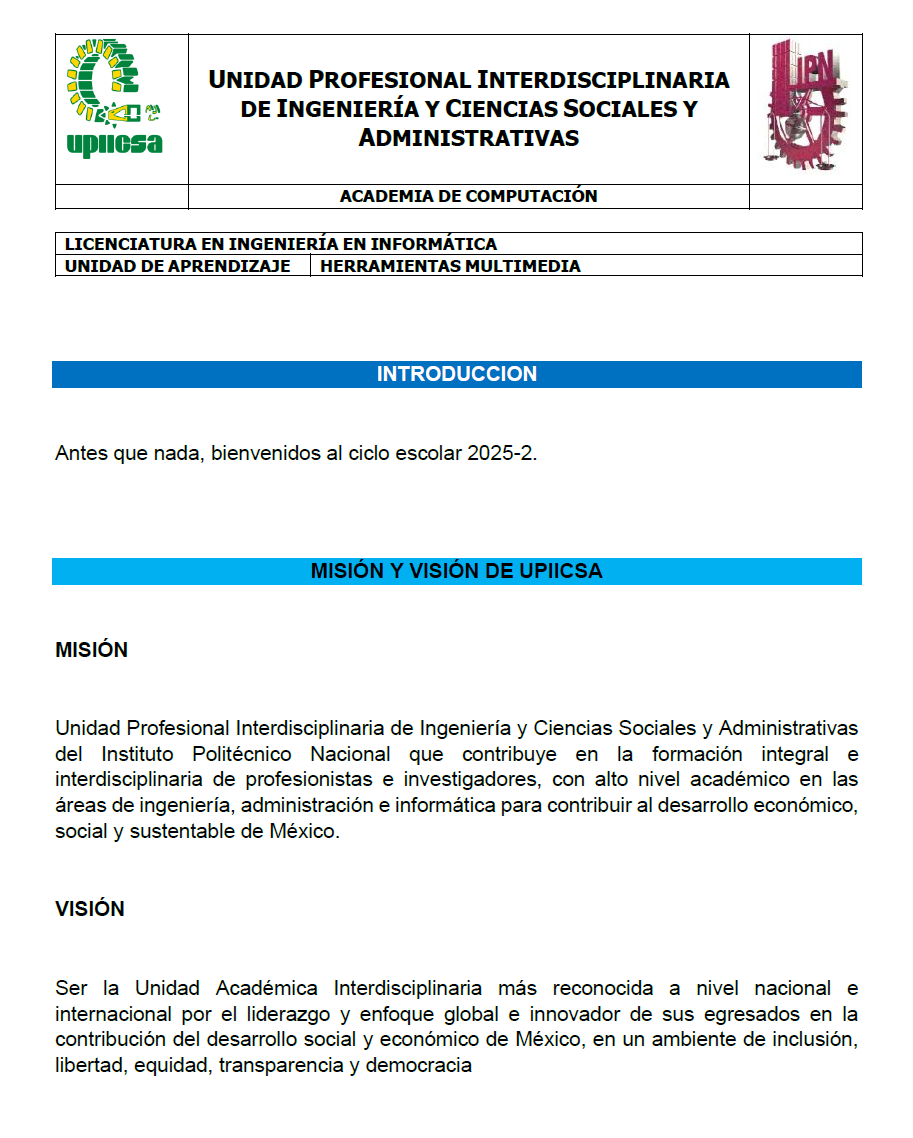 upiicsa
UNIDAD PROFESIONAL INTERDISCIPLINARIA
DE INGENIERÍA Y CIENCIAS SOCIALES Y
ADMINISTRATIVAS
IPN
ACADEMIA DE COMPUTACIÓN
LICENCIATURA EN INGENIERÍA EN INFORMÁTICA
UNIDAD DE APRENDIZAJE HERRAMIENTAS MULTIMEDIA
INTRODUCCION
Antes que nada, bienvenidos al ciclo escolar 2025-2.
MISIÓN Y VISIÓN DE UPIICSA
MISIÓN
Unidad Profesional Interdisciplinaria de Ingeniería y Ciencias Sociales y Administrativas
del Instituto Politécnico Nacional que contribuye en la formación integral e
interdisciplinaria de profesionistas e investigadores, con alto nivel académico en las
áreas de ingeniería, administración e informática para contribuir al desarrollo económico,
social y sustentable de México.
VISIÓN
Ser la Unidad Académica Interdisciplinaria más reconocida a nivel nacional e
internacional por el liderazgo y enfoque global e innovador de sus egresados en la
contribución del desarrollo social y económico de México, en un ambiente de inclusión,
libertad, equidad, transparencia y democracia